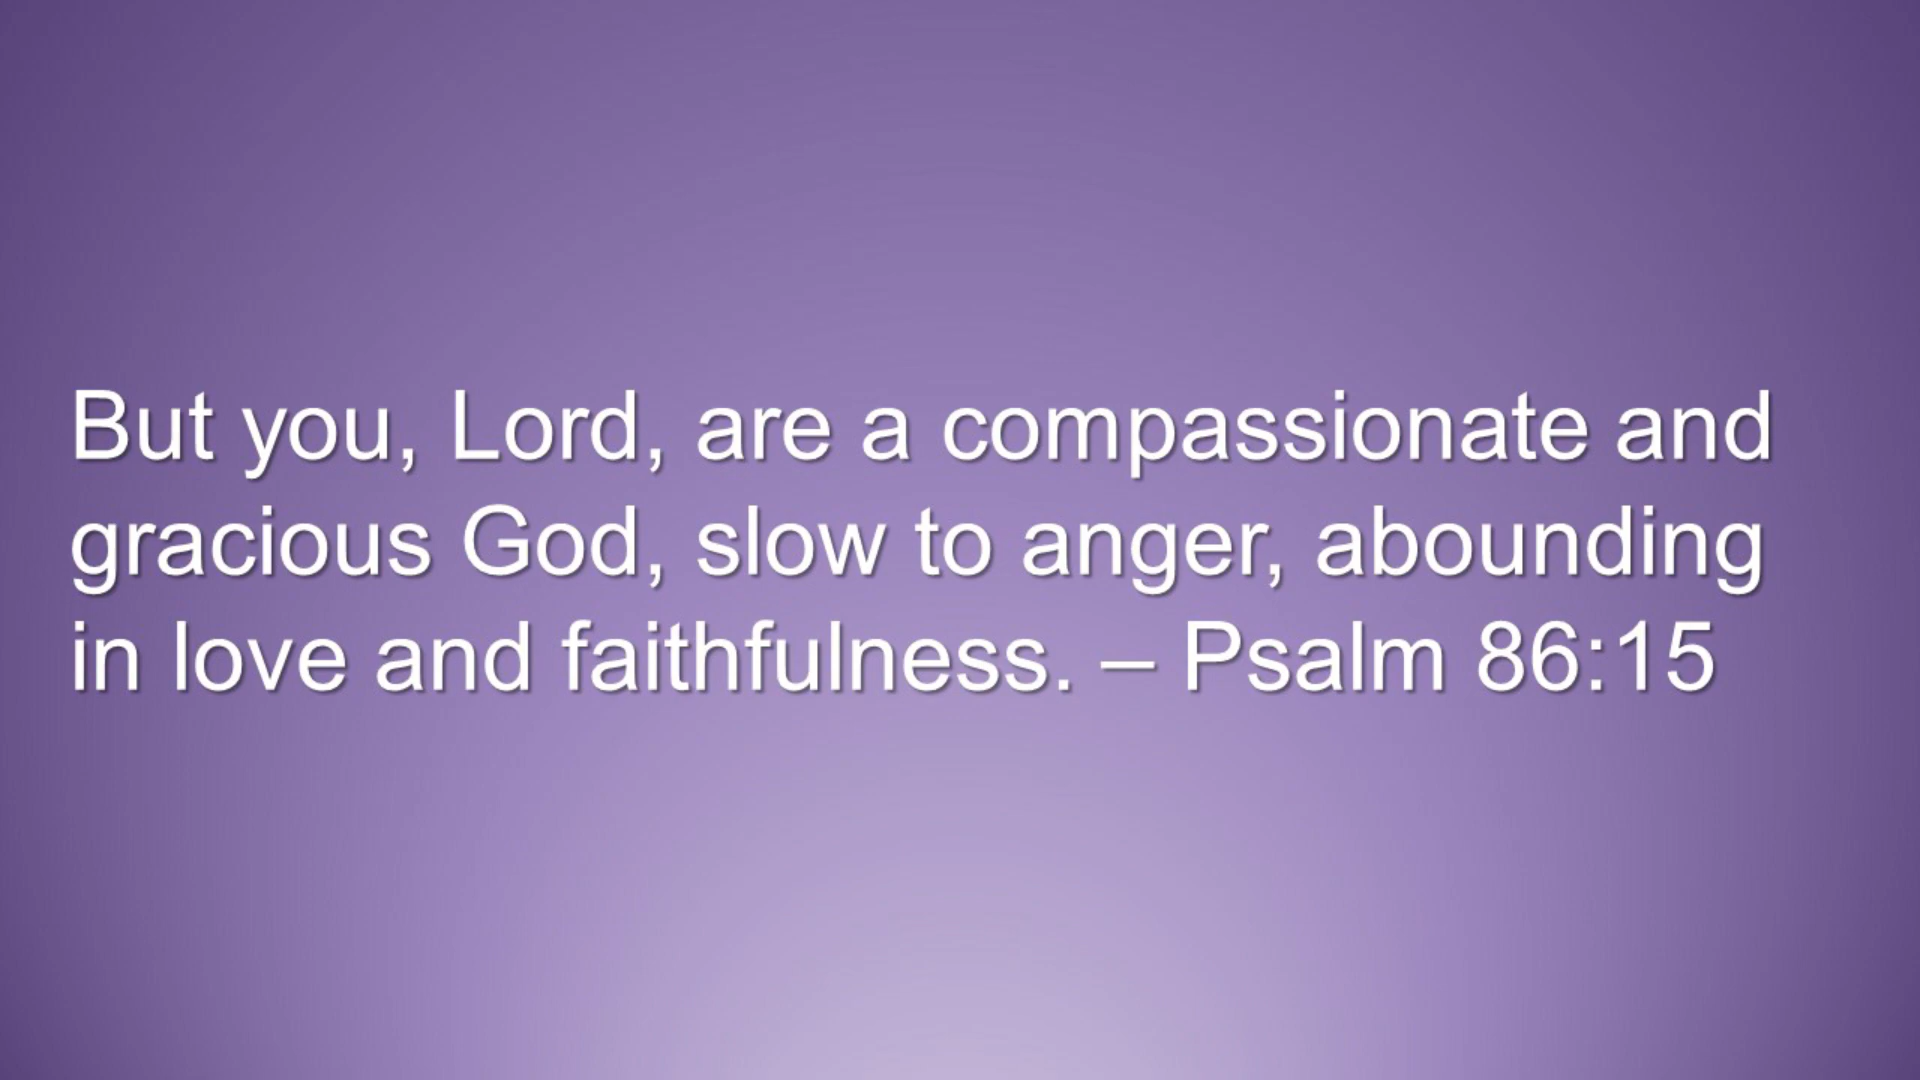 But you, Lord, are a compassionate and
gracious God, slow to anger, abounding
in love and faithfulness. – Psalm 86:15